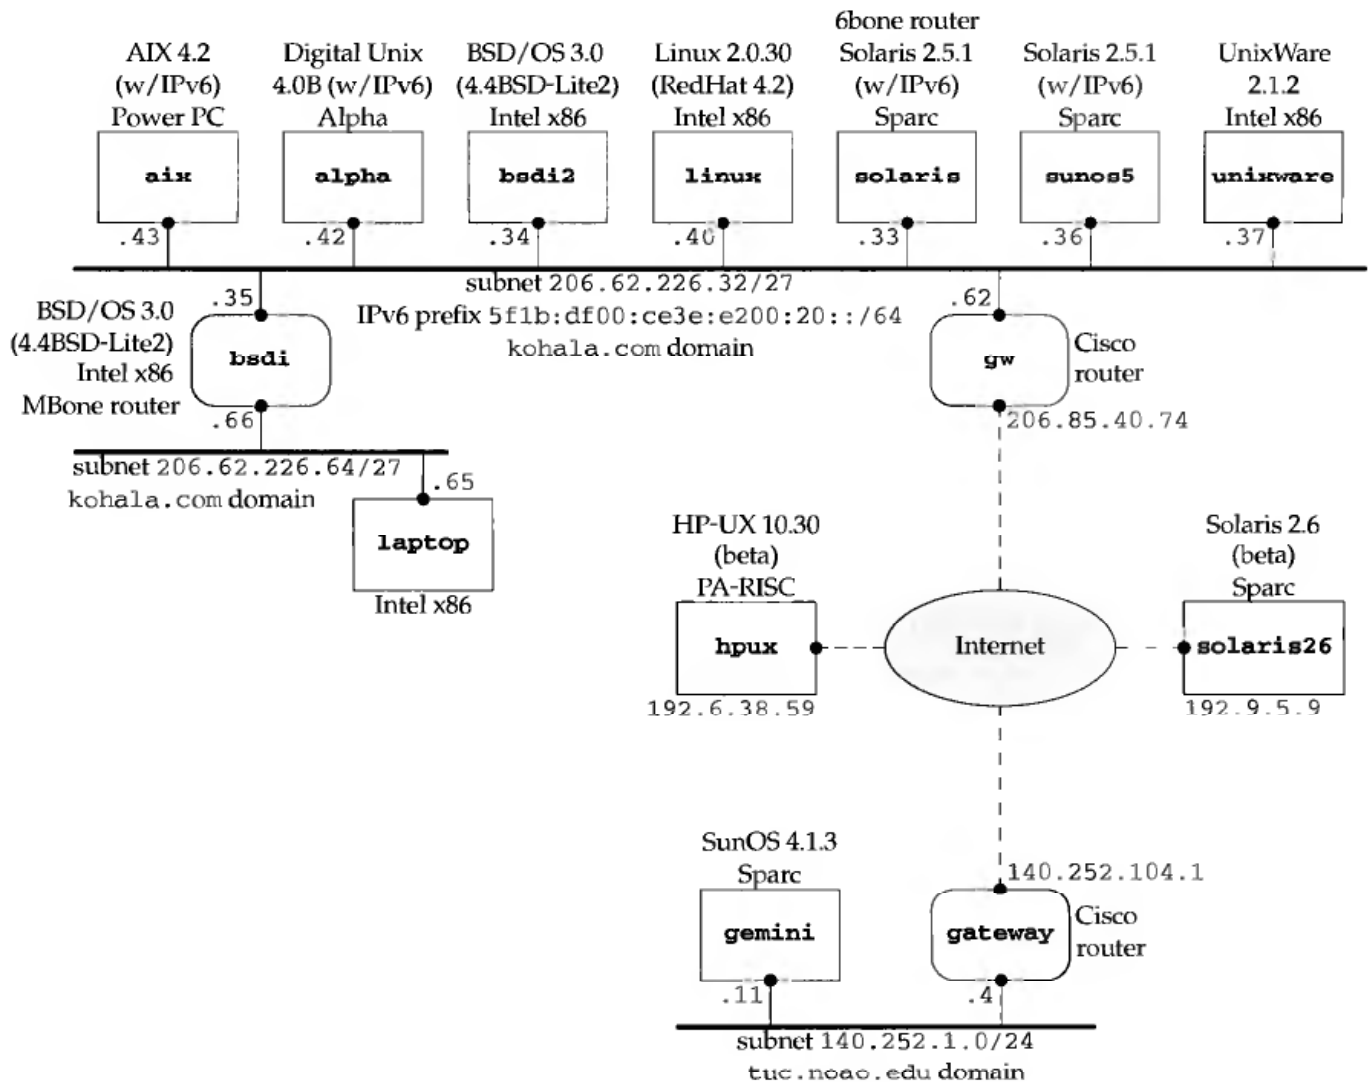 6bone router
AIX 4.2
(w/IPv6)
Power PC
Digital Unix
4.0B (w/IPv6)
Alpha
BSD/OS 3.0
(4.4BSD-Lite2)
Intel x86
Linux 2.0.30
(RedHat 4.2)
Intel x86
Solaris 2.5.1
(w/IPv6)
Sparc
Solaris 2.5.1
(w/IPv6)
Sparc
UnixWare
2.1.2
Intel x86
aix
alpha
bsdi2
linux
solaris
sunos5
unixware
.43
.42
.34
.40
.33
.36
.37
subnet 206.62.226.32/27
IPv6 prefix 5f1b:df00:ce3e:e200:20::/64
kohala.com domain
.35
BSD/OS 3.0
(4.4BSD-Lite2)
Intel x86
MBone router
bsdi
.66
.62
gw
Cisco
router
206.85.40.74
subnet 206.62.226.64/27
kohala.com domain
.65
laptop
Intel x86
HP-UX 10.30
(beta)
PA-RISC
hpux
192.6.38.59
Internet
Solaris 2.6
(beta)
Sparc
solaris26
192.9.5.9
SunOS 4.1.3
Sparc
gemini
.11
140.252.104.1
gateway
Cisco
router
.4
subnet 140.252.1.0/24
tuc.noao.edu domain